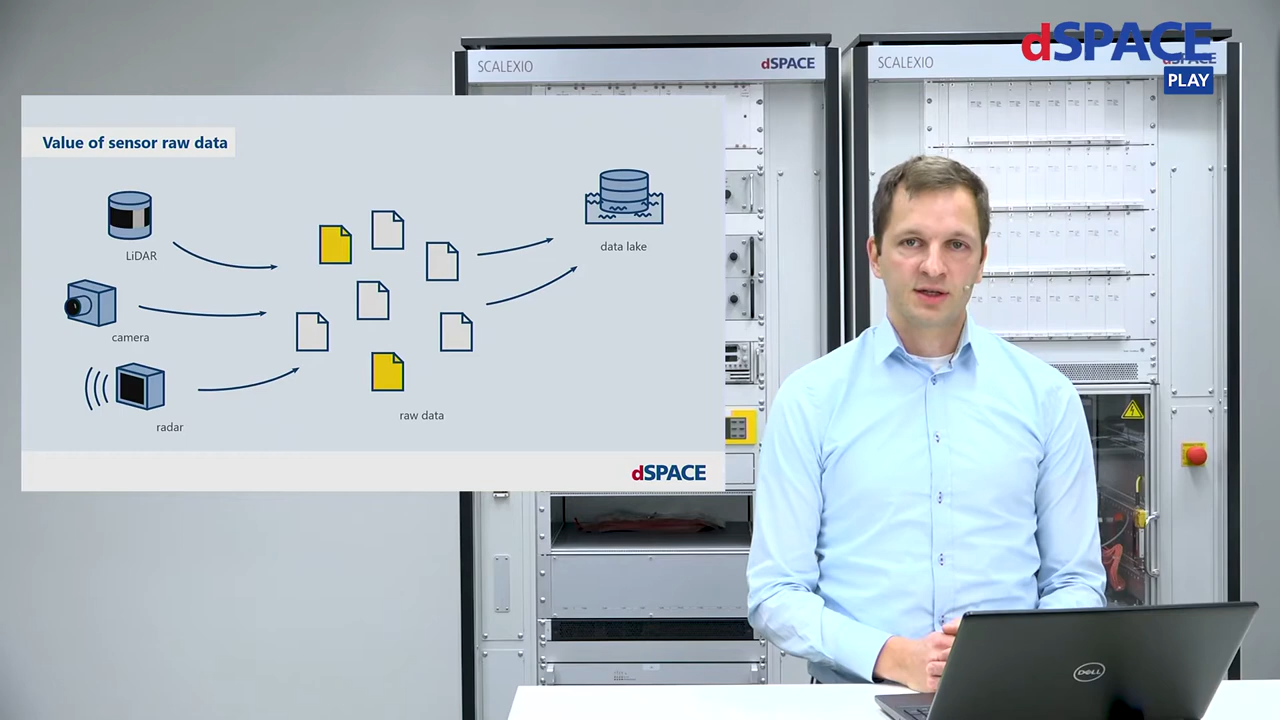 dSPACE
PLAY
SCALEXIO
dSPACE
SCALEXIO
dSPACE
Value of sensor raw data
LiDAR
data lake
camera
raw data
radar
dSPACE
DELL